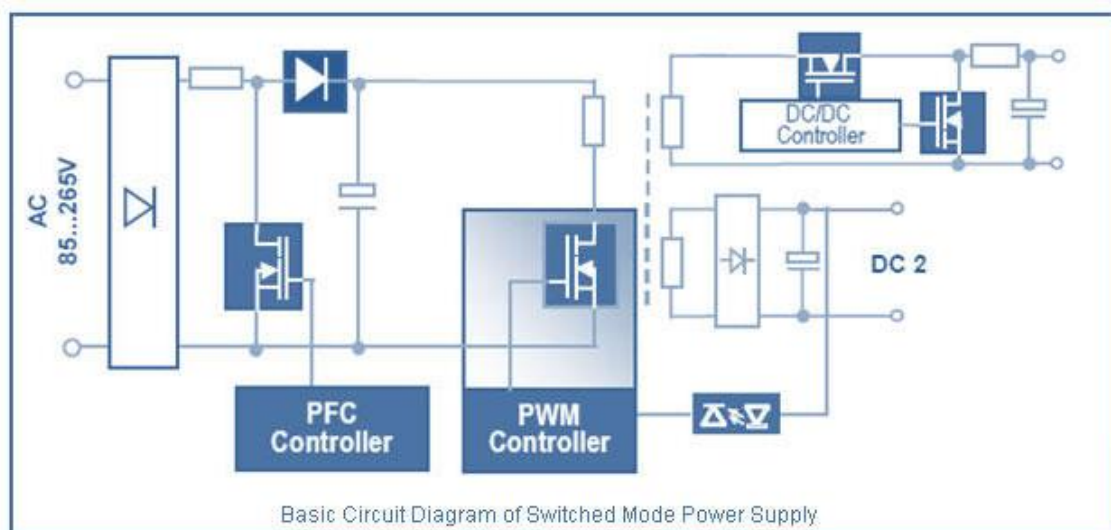 AC
85...265V
PFC
Controller
PWM
Controller
DC/DC
Controller
DC 2
Basic Circuit Diagram of Switched Mode Power Supply